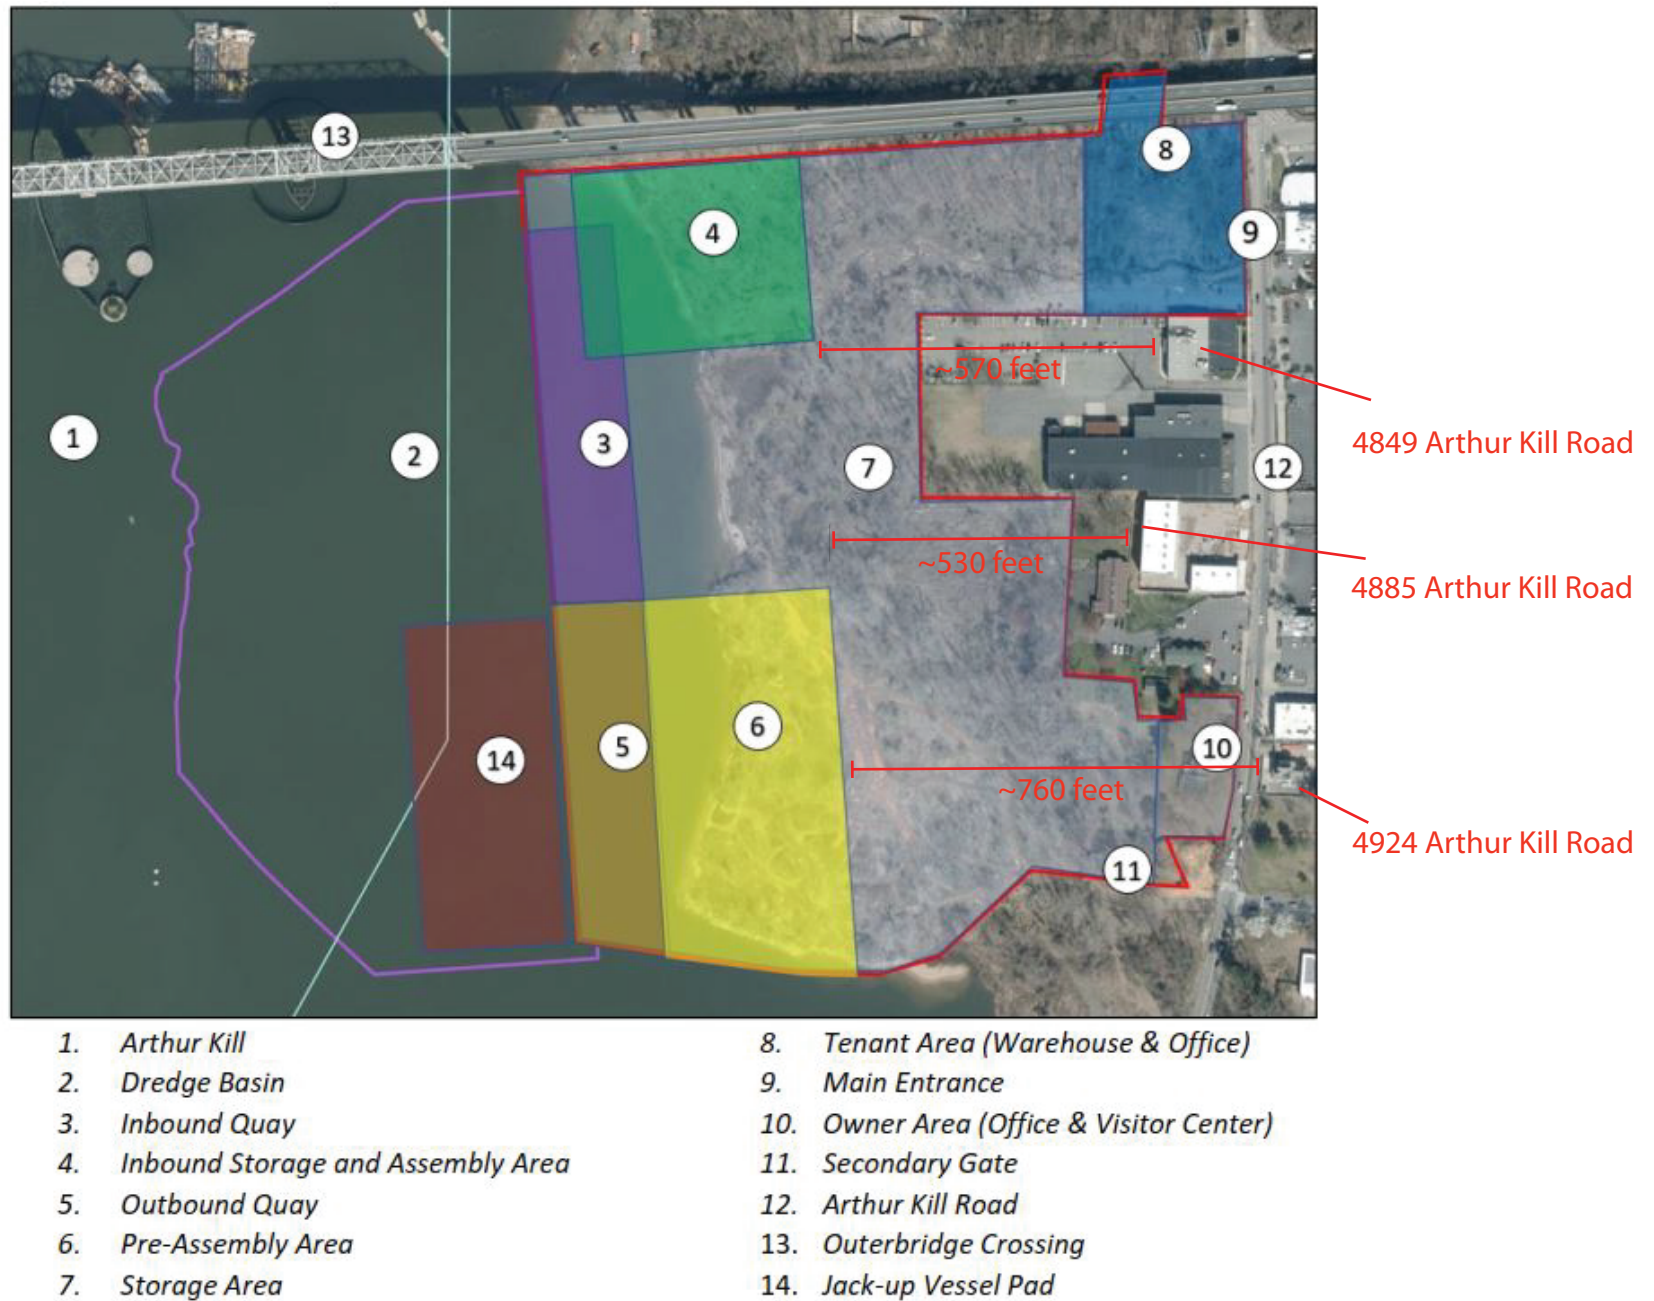 13
8
4
9
~570 feet
1
2
3
7
12
4849 Arthur Kill Road
~530 feet
4885 Arthur Kill Road
14
5
6
10
~760 feet
4924 Arthur Kill Road
11
1. Arthur Kill
2. Dredge Basin
3. Inbound Quay
4. Inbound Storage and Assembly Area
5. Outbound Quay
6. Pre-Assembly Area
7. Storage Area
8. Tenant Area (Warehouse & Office)
9. Main Entrance
10. Owner Area (Office & Visitor Center)
11. Secondary Gate
12. Arthur Kill Road
13. Outerbridge Crossing
14. Jack-up Vessel Pad